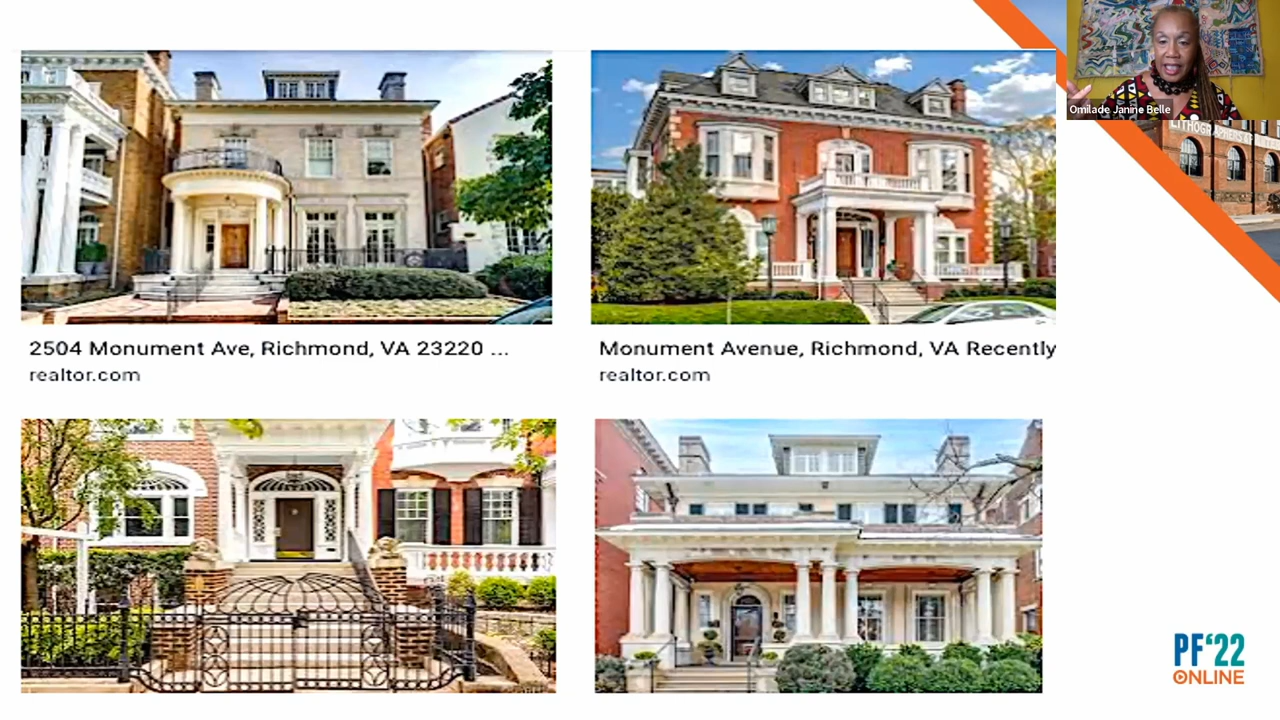 Omilade Janine Belle
LITHOGRAPHERS
2504 Monument Ave, Richmond, VA 23220 ...
realtor.com
Monument Avenue, Richmond, VA Recently
realtor.com
PF'22
ONLINE